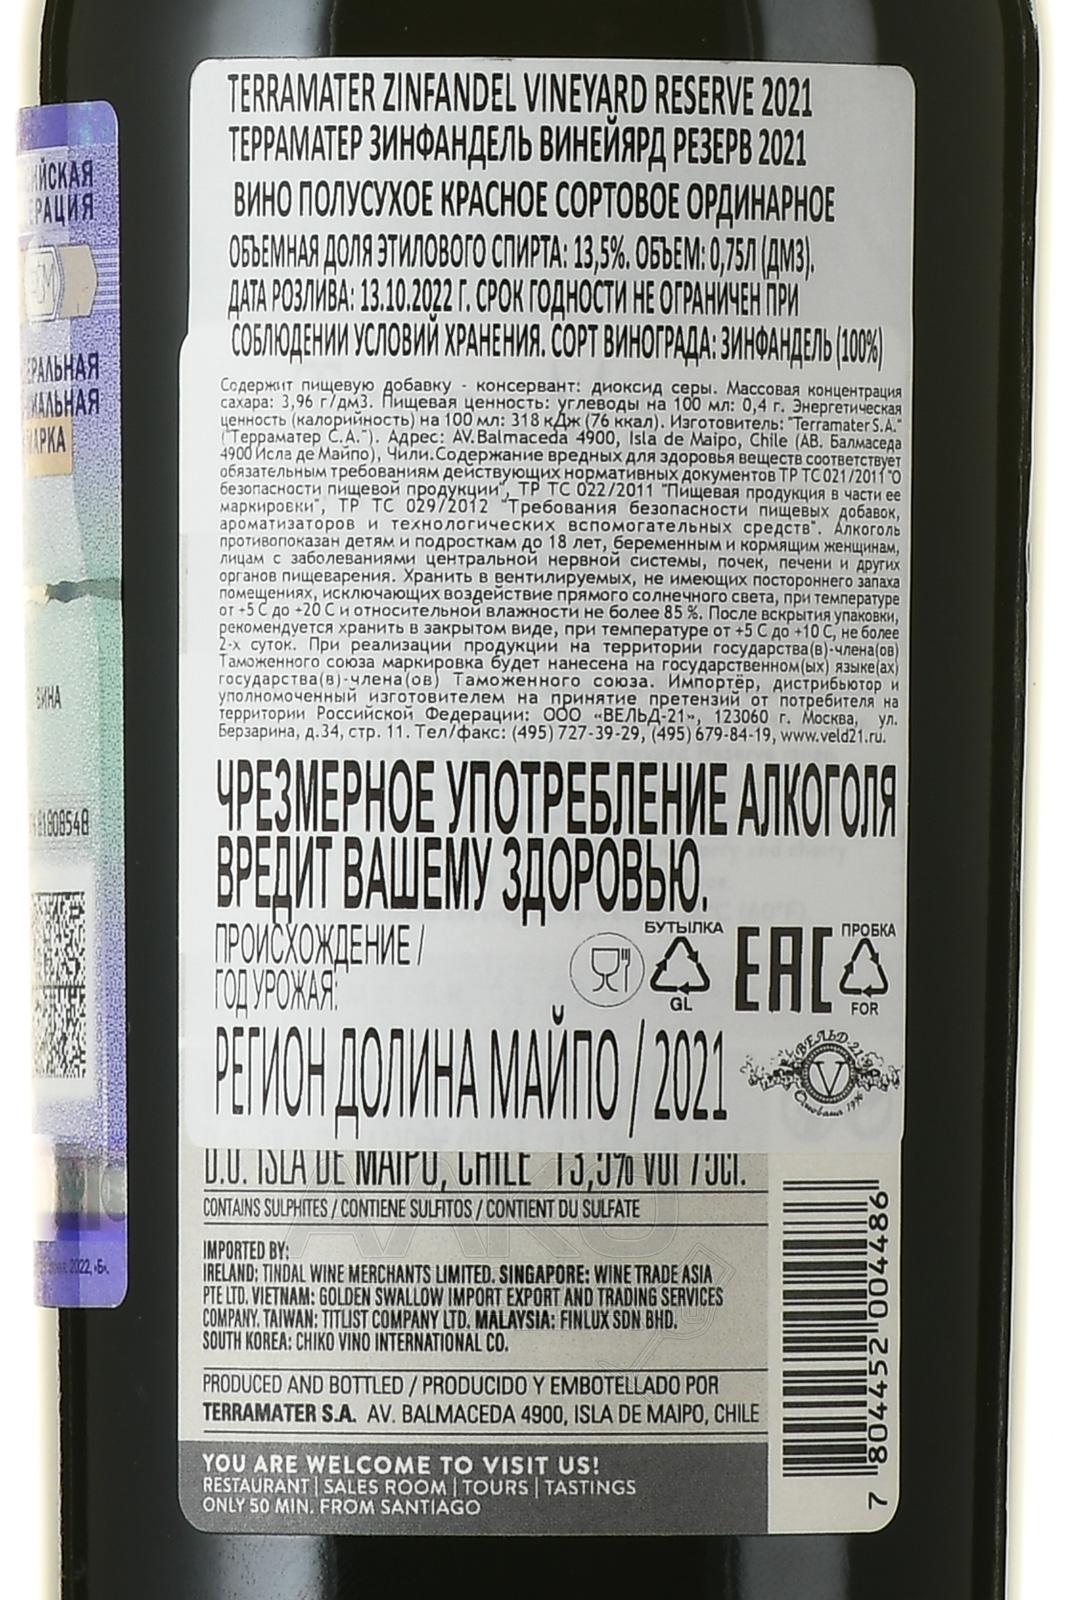 TERRAMATER ZINFANDEL VINEYARD RESERVE 2021
ТЕРРАМАТЕР ЗИНФАНДЕЛЬ ВИНЕЙЯРД РЕЗЕРВ 2021
ВИНО ПОЛУСУХОЕ КРАСНОЕ СОРТОВОЕ ОРДИНАРНОЕ
ОБЪЕМНАЯ ДОЛЯ ЭТИЛОВОГО СПИРТА: 13,5%. ОБЪЕМ: 0,75Л (ДМ3).
ДАТА РОЗЛИВА: 13.10.2022 Г. СРОК ГОДНОСТИ НЕ ОГРАНИЧЕН ПРИ
СОБЛЮДЕНИИ УСЛОВИЙ ХРАНЕНИЯ. СОРТ ВИНОГРАДА: ЗИНФАНДЕЛЬ (100%)
Содержит пищевую добавку - консервант: диоксид серы. Массовая концентрация
сахара: 3,96 г/дм3. Пищевая ценность: углеводы на 100 мл: 0,4 г. Энергетическая
ценность (калорийность) на 100 мл: 318 кДж (76 ккал). Изготовитель: "Terramater S.A."
("Терраматер С.А."). Адрес: AV.Balmaceda 4900, Isla de Maipo, Chile (АВ. Балмаседа
4900 Исла де Майпо), Чили.Содержание вредных для здоровья веществ соответствует
обязательным требованиям действующих нормативных документов ТР ТС 021/2011 "О
безопасности пищевой продукции", ТР ТС 022/2011 "Пищевая продукция в части ее
маркировки", ТР ТС 029/2012 "Требования безопасности пищевых добавок,
ароматизаторов и технологических вспомогательных средств". Алкоголь
противопоказан детям и подросткам до 18 лет, беременным и кормящим женщинам,
лицам с заболеваниями центральной нервной системы, почек, печени и других
органов пищеварения. Хранить в вентилируемых, не имеющих постороннего запаха
помещениях, исключающих воздействие прямого солнечного света, при температуре
от +5 С до +20 С и относительной влажности не более 85 %. После вскрытия упаковки,
рекомендуется хранить в закрытом виде, при температуре от +5 С до +10 С, не более
2-х суток. При реализации продукции на территории государства(в)-члена(ов)
Таможенного союза маркировка будет нанесена на государственном(ых) языке(ах)
государства(в)-члена(ов) Таможенного союза. Импортёр, дистрибьютор и
уполномоченный изготовителем на принятие претензий от потребителя на
территории Российской Федерации: ООО «ВЕЛЬД-21», 123060 г. Москва, ул.
Берзарина, д.34, стр. 11. Тел/факс: (495) 727-39-29, (495) 679-84-19, www.veld21.ru.
ЧРЕЗМЕРНОЕ УПОТРЕБЛЕНИЕ АЛКОГОЛЯ
ВРЕДИТ ВАШЕМУ ЗДОРОВЬЮ.
ПРОИСХОЖДЕНИЕ /
ГОД УРОЖАЯ:
БУТЫЛКА
GL
EAC
ПРОБКА
FOR
РЕГИОН ДОЛИНА МАЙПО / 2021
ВЕЛЬД-21
V
Основана 1996
D.O. ISLA DE MAIPO, CHILE 13,5% Vol 75cl.
CONTAINS SULPHITES / CONTIENE SULFITOS / CONTIENT DU SULFATE
IMPORTED BY:
IRELAND: TINDAL WINE MERCHANTS LIMITED. SINGAPORE: WINE TRADE ASIA
PTE LTD. VIETNAM: GOLDEN SWALLOW IMPORT EXPORT AND TRADING SERVICES
COMPANY. TAIWAN: TITLIST COMPANY LTD. MALAYSIA: FINLUX SDN BHD.
SOUTH KOREA: CHIKO VINO INTERNATIONAL CO.
PRODUCED AND BOTTLED / PRODUCIDO Y EMBOTELLADO POR
TERRAMATER S.A. AV. BALMACEDA 4900, ISLA DE MAIPO, CHILE
YOU ARE WELCOME TO VISIT US!
RESTAURANT | SALES ROOM | TOURS | TASTINGS
ONLY 50 MIN. FROM SANTIAGO
7 804452 004486
ВИНА
81808548
МАРКА
2022, «Б».